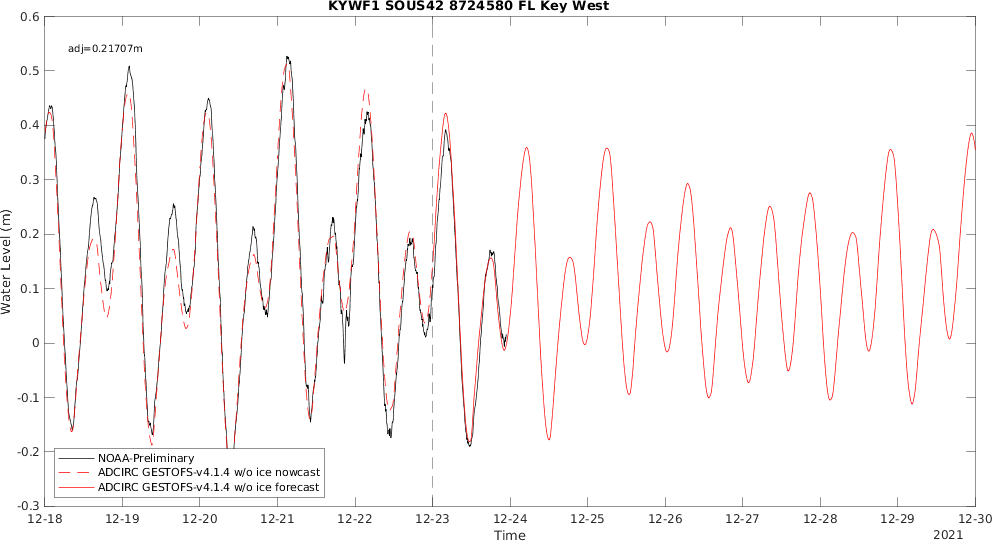 KYWF1 SOUS42 8724580 FL Key West
adj=0.21707m
0.6
0.5
0.4
0.3
0.2
0.1
0
-0.1
-0.2
-0.3
Water Level (m)
NOAA-Preliminary
ADCIRC GESTOFS-v4.1.4 w/o ice nowcast
ADCIRC GESTOFS-v4.1.4 w/o ice forecast
12-18 12-19 12-20 12-21 12-22 12-23 12-24 12-25 12-26 12-27 12-28 12-29 12-30
Time
2021